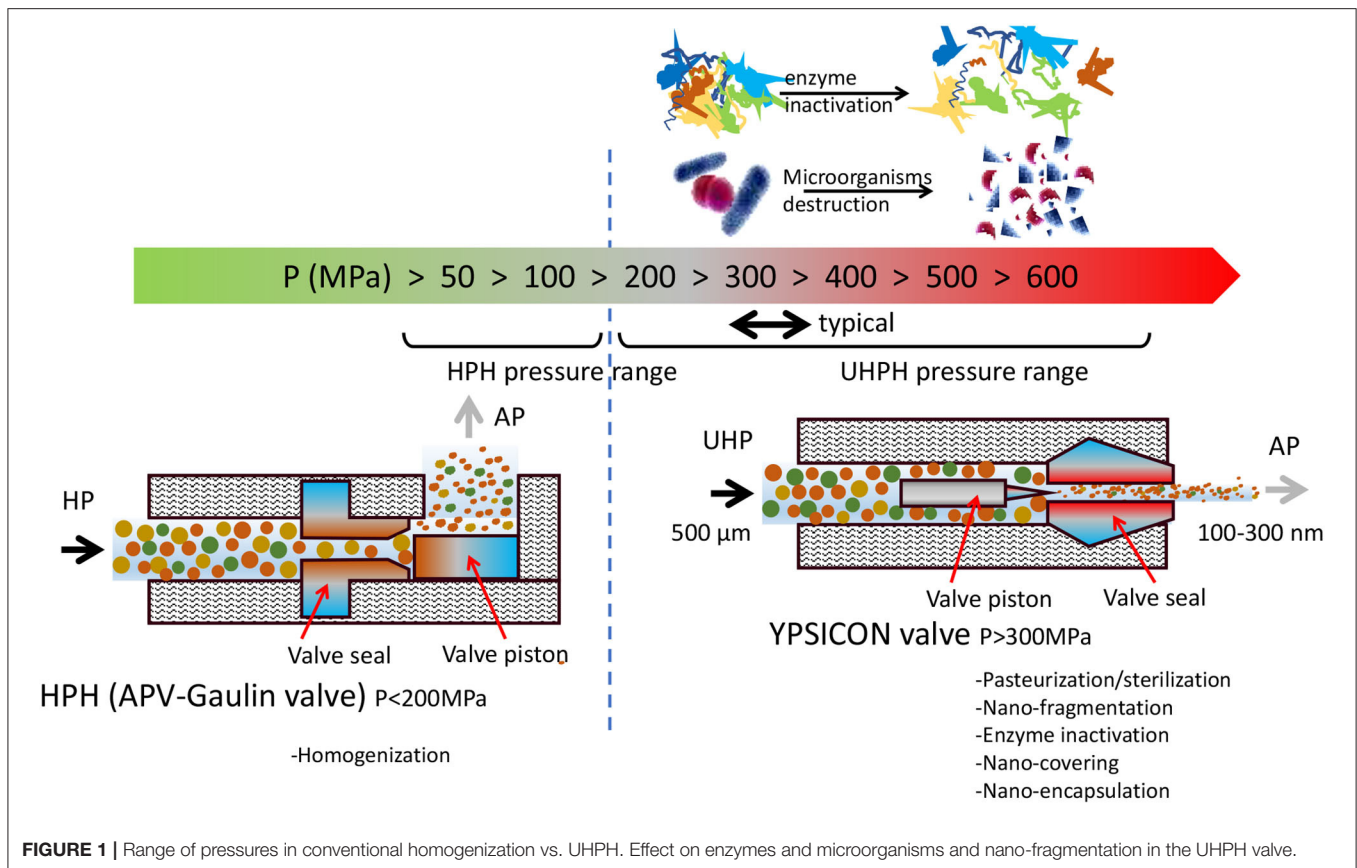 enzyme
inactivation
Microorganisms
destruction
P (MPa) > 50 > 100 > 200 > 300 > 400 > 500 > 600
typical
HPH pressure range
UHPH pressure range
AP
HP
UHP
AP
500 µm
100-300 nm
Valve seal
Valve piston
HPH (APV-Gaulin valve) P<200MPa
-Homogenization
Valve piston
Valve seal
YPSICON valve P>300MPa
-Pasteurization/sterilization
-Nano-fragmentation
-Enzyme inactivation
-Nano-covering
-Nano-encapsulation
FIGURE 1 | Range of pressures in conventional homogenization vs. UHPH. Effect on enzymes and microorganisms and nano-fragmentation in the UHPH valve.